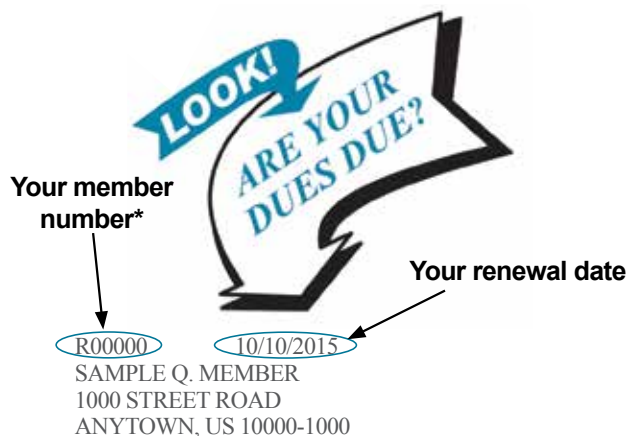 LOOK!
ARE YOUR
DUES DUE?
Your member
number*
Your renewal date
R00000 10/10/2015
SAMPLE Q. MEMBER
1000 STREET ROAD
ANYTOWN, US 10000-1000